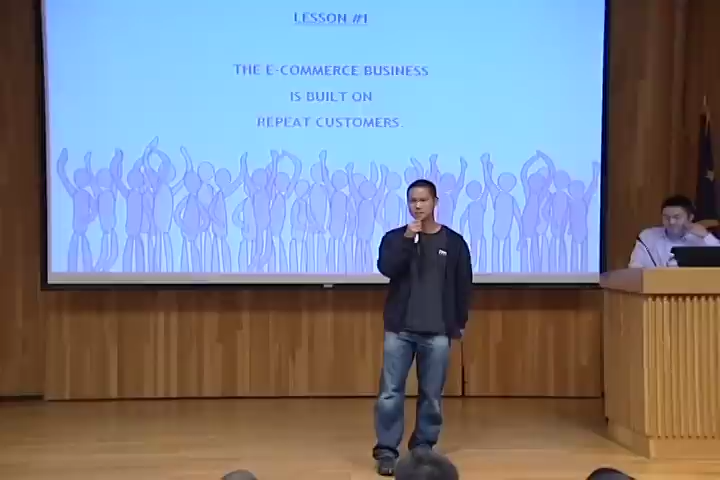 LESSON #1
THE E-COMMERCE BUSINESS
IS BUILT ON
REPEAT CUSTOMERS.